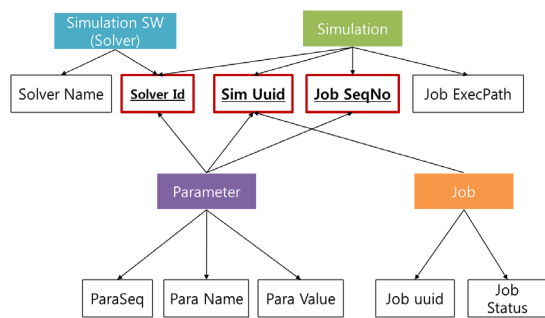 Simulation SW
(Solver)
Simulation
Solver Name
Solver Id
Sim Uuid
Job SeqNo
Job ExecPath
Parameter
Job
ParaSeq
Para Name
Para Value
Job uuid
Job
Status